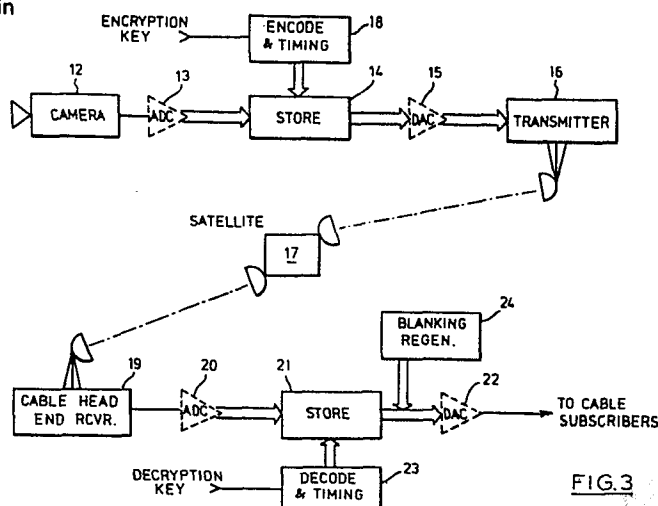 in
ENCRYPTION
KEY
ENCODE
& TIMING
18
12
CAMERA
13
ADC
14
STORE
15
DAC
16
TRANSMITTER
SATELLITE
17
24
BLANKING
REGEN.
19
CABLE HEAD
END RCVR.
20
ADC
21
STORE
22
DAC
TO CABLE
SUBSCRIBERS
DECRYPTION
KEY
DECODE
& TIMING
23
FIG.3